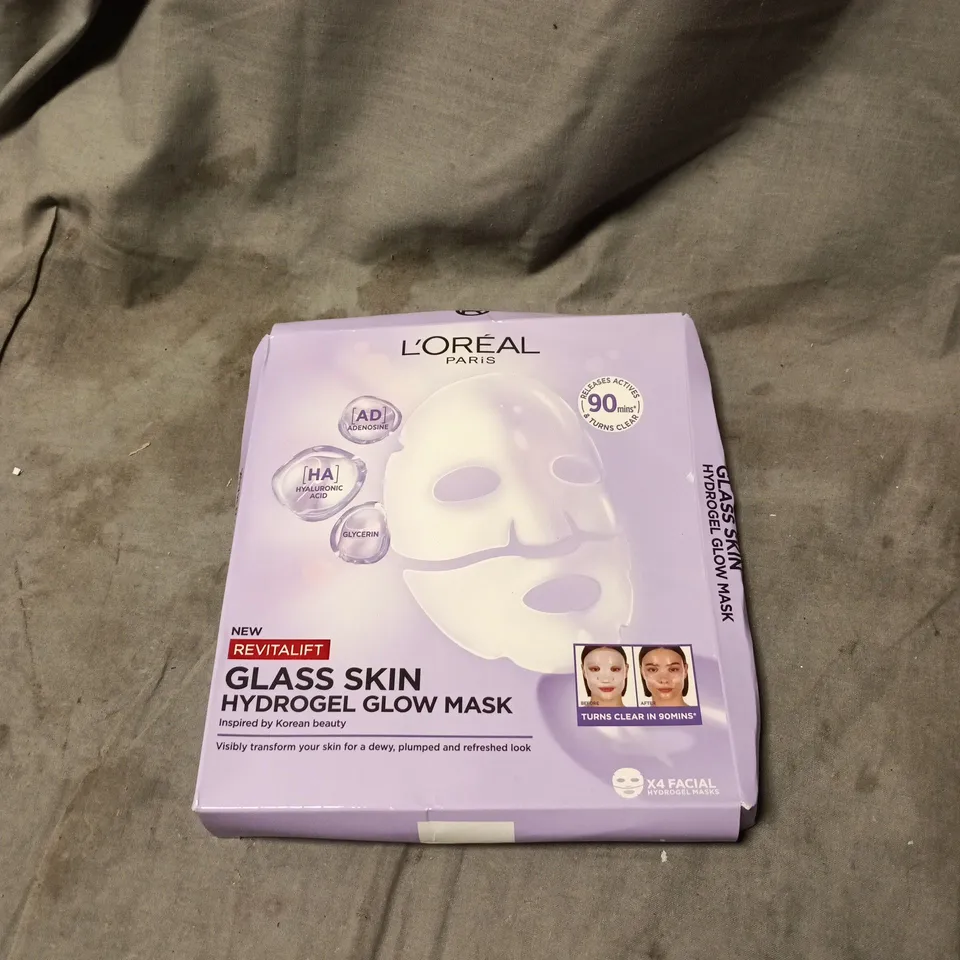 L'ORÉAL
PARiS
RELEASES ACTIVES
90 mins*
& TURNS CLEAR
[AD]
ADENOSINE
[HA]
HYALURONIC
ACID
GLYCERIN
GLASS SKIN
HYDROGEL GLOW MASK
NEW
REVITALIFT
GLASS SKIN
HYDROGEL GLOW MASK
Inspired by Korean beauty
Visibly transform your skin for a dewy, plumped and refreshed look
BEFORE
AFTER
TURNS CLEAR IN 90MINS*
X4 FACIAL
HYDROGEL MASKS